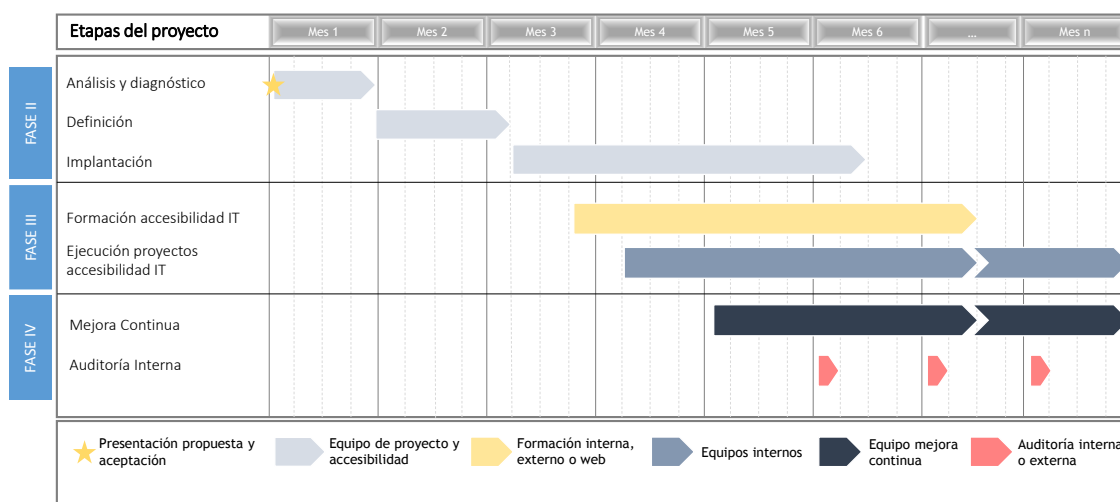 Etapas del proyecto
Mes 1
Mes 2
Mes 3
Mes 4
Mes 5
Mes 6
...
Mes n
FASE II
Análisis y diagnóstico
Definición
Implantación
FASE III
Formación accesibilidad IT
Ejecución proyectos
accesibilidad IT
FASE IV
Mejora Continua
Auditoría Interna
Presentación propuesta y
aceptación
Equipo de proyecto y
accesibilidad
Formación interna,
externo o web
Equipos internos
Equipo mejora
continua
Auditoría interna
o externa